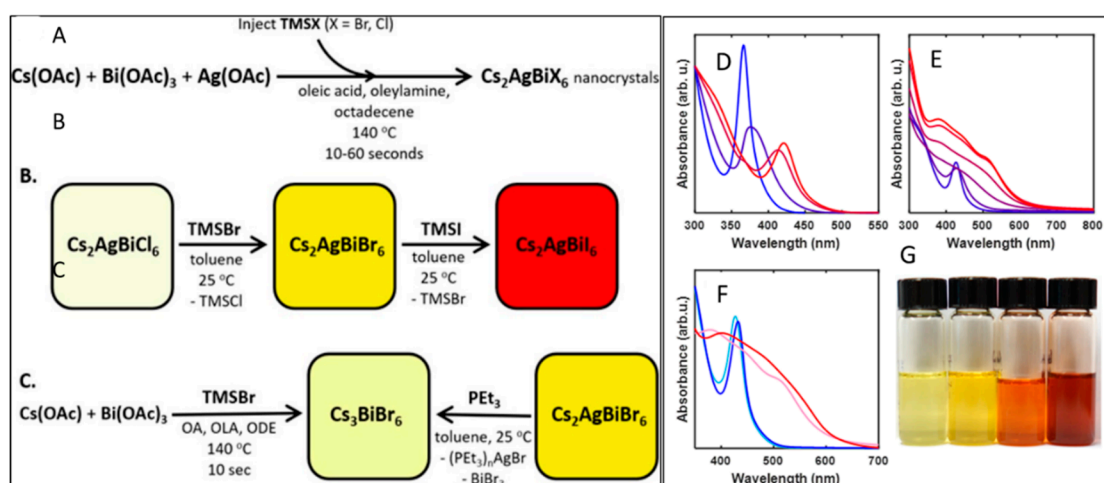 A
Inject TMSX (X = Br, Cl)
Cs(OAc) + Bi(OAc)₃ + Ag(OAc)
Cs₂AgBiX₆ nanocrystals
oleic acid, oleylamine,
octadecene
140 °C
10-60 seconds
B
B.
Cs₂AgBiCl₆
TMSBr
toluene
25 °C
- TMSCl
Cs₂AgBiBr₆
TMSI
toluene
25 °C
- TMSBr
Cs₂AgBiI₆
C
C.
Cs(OAc) + Bi(OAc)₃
TMSBr
OA, OLA, ODE
140 °C
10 sec
Cs₃BiBr₆
PEt₃
toluene, 25 °C
- (PEt₃)ₙAgBr
- BiBr₃
Cs₂AgBiBr₆
D
Absorbance (arb. u.)
300 350 400 450 500 550
Wavelength (nm)
E
Absorbance (arb. u.)
300 400 500 600 700 800
Wavelength (nm)
F
Absorbance (arb.u.)
400 500 600 700
Wavelength (nm)
G